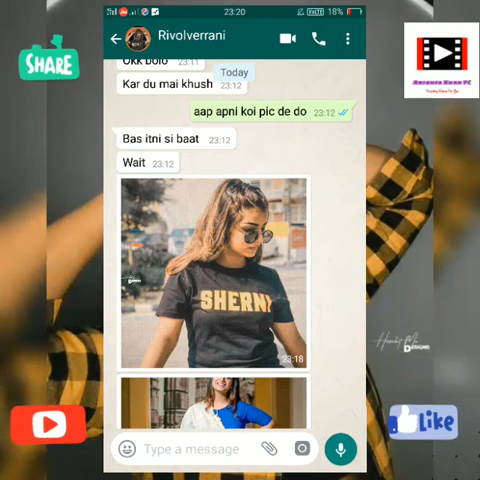 23:20
VoLTE 18%
SHARE
Rivolverrani
Okk bolo 23:11
Today
Kar du mai khush 23:12
aap apni koi pic de do 23:12
Bas itni si baat 23:12
Wait 23:12
SHERNI
23:18
DESIGNS
Like
Type a message